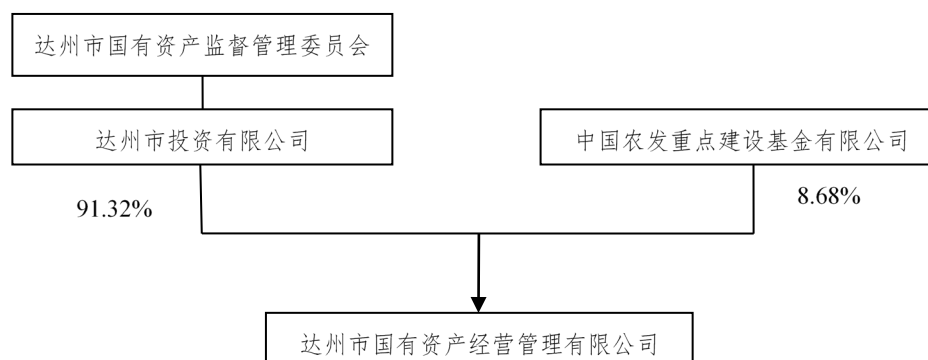 达州市国有资产监督管理委员会
达州市投资有限公司
中国农发重点建设基金有限公司
91.32%
8.68%
达州市国有资产经营管理有限公司